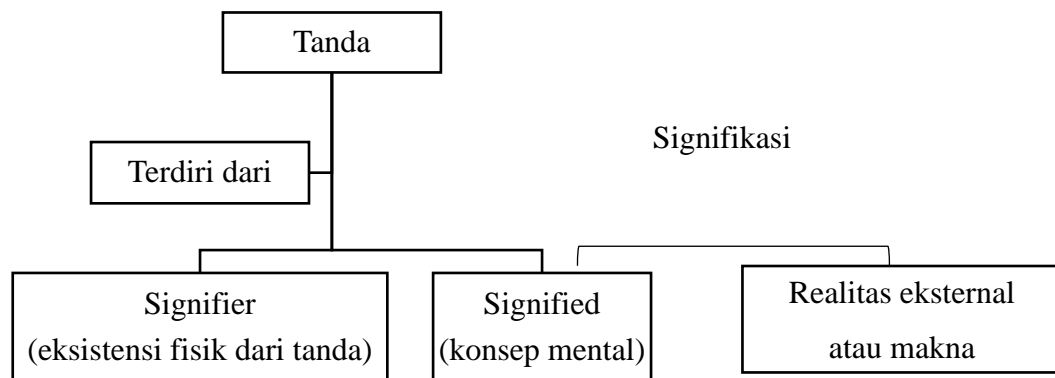 Tanda
Signifikasi
Terdiri dari
Signifier
(eksistensi fisik dari tanda)
Signified
(konsep mental)
Realitas eksternal
atau makna